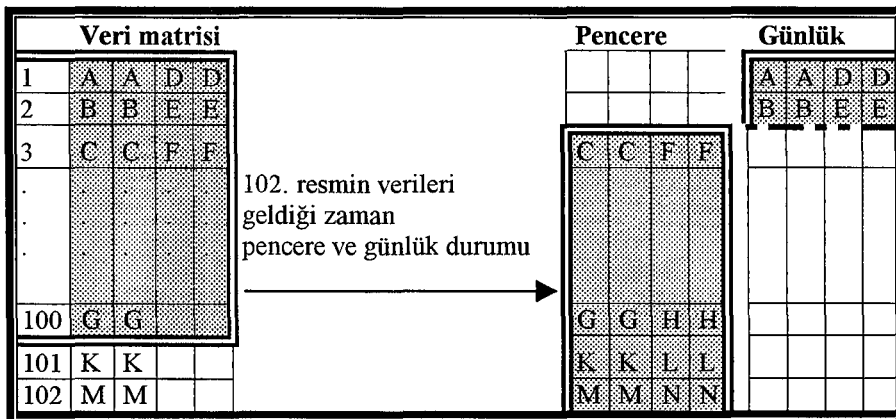 Veri matrisi Pencere Günlük
1 A A D D A A D D
2 B B E E B B E E
3 C C F F C C F F
102. resmin verileri
geldiği zaman
pencere ve günlük durumu
100 G G G G H H
101 K K K K L L
102 M M M M N N